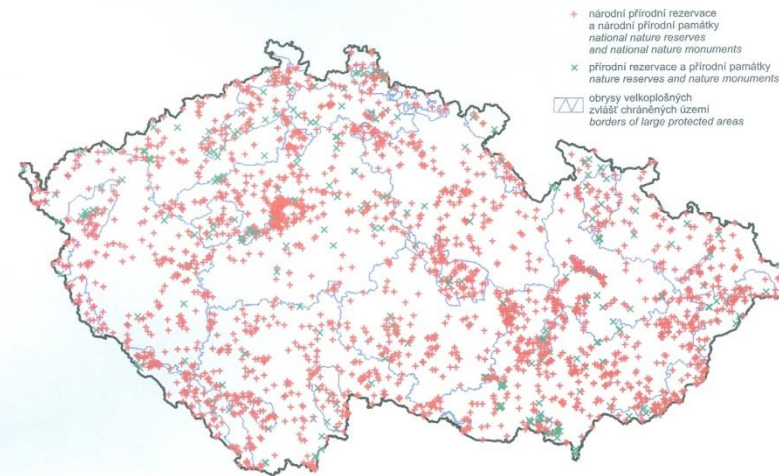 národní přírodní rezervace
a národní přírodní památky
national nature reserves
and national nature monuments
přírodní rezervace a přírodní památky
nature reserves and nature monuments
obrysy velkoplošných
zvlášť chráněných území
borders of large protected areas